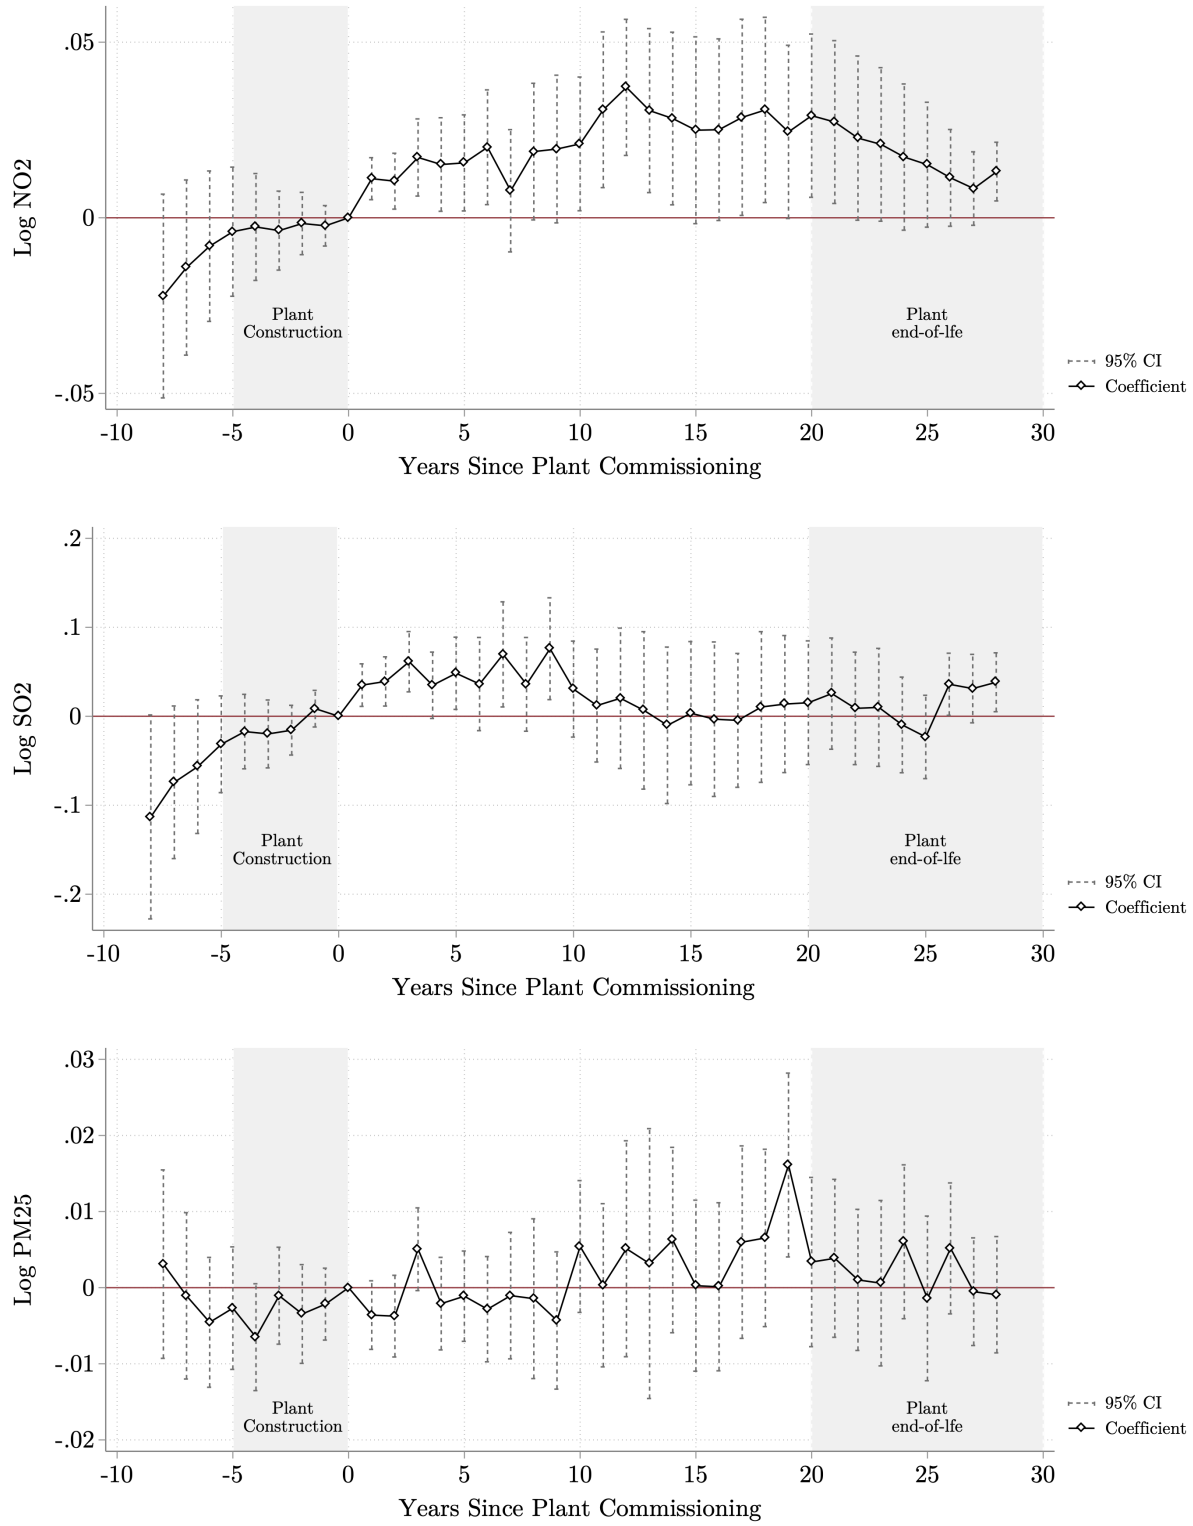 Log NO2
.05
0
-.05
Plant
Construction
Plant
end-of-lfe
95% CI
Coefficient
-10 -5 0 5 10 15 20 25 30
Years Since Plant Commissioning
Log SO2
.2
.1
0
-.1
-.2
Plant
Construction
Plant
end-of-lfe
95% CI
Coefficient
-10 -5 0 5 10 15 20 25 30
Years Since Plant Commissioning
Log PM25
.03
.02
.01
0
-.01
-.02
Plant
Construction
Plant
end-of-lfe
95% CI
Coefficient
-10 -5 0 5 10 15 20 25 30
Years Since Plant Commissioning